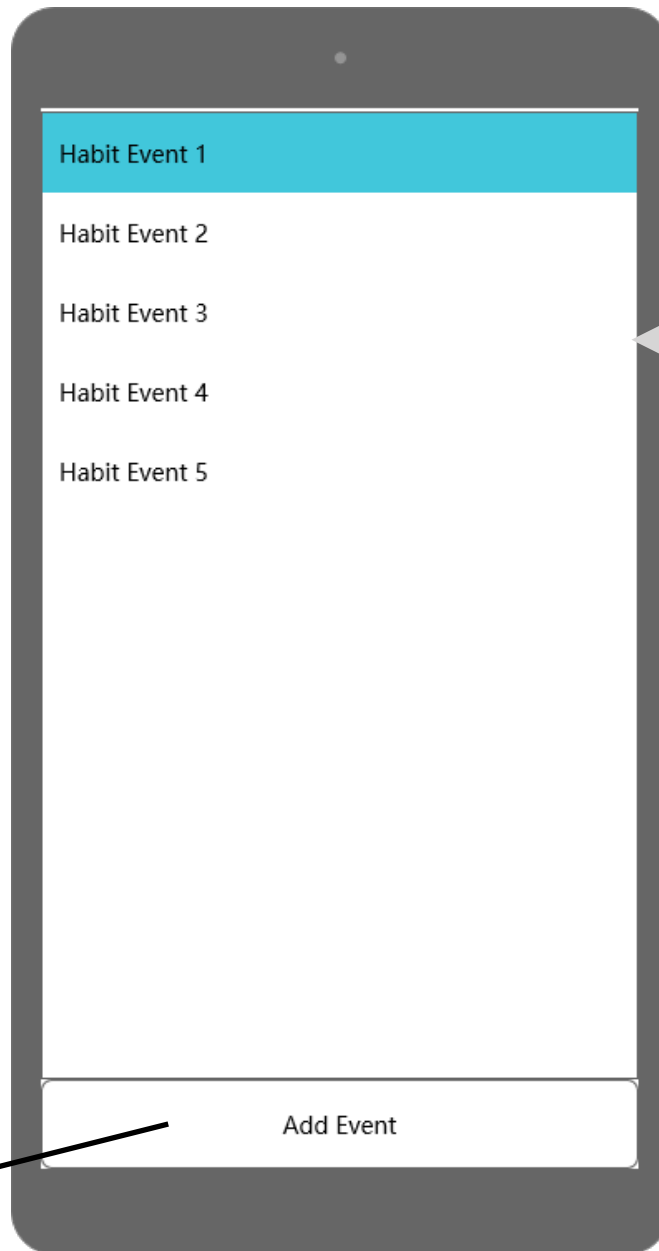 Habit Event 1
Habit Event 2
Habit Event 3
Habit Event 4
Habit Event 5
Add Event